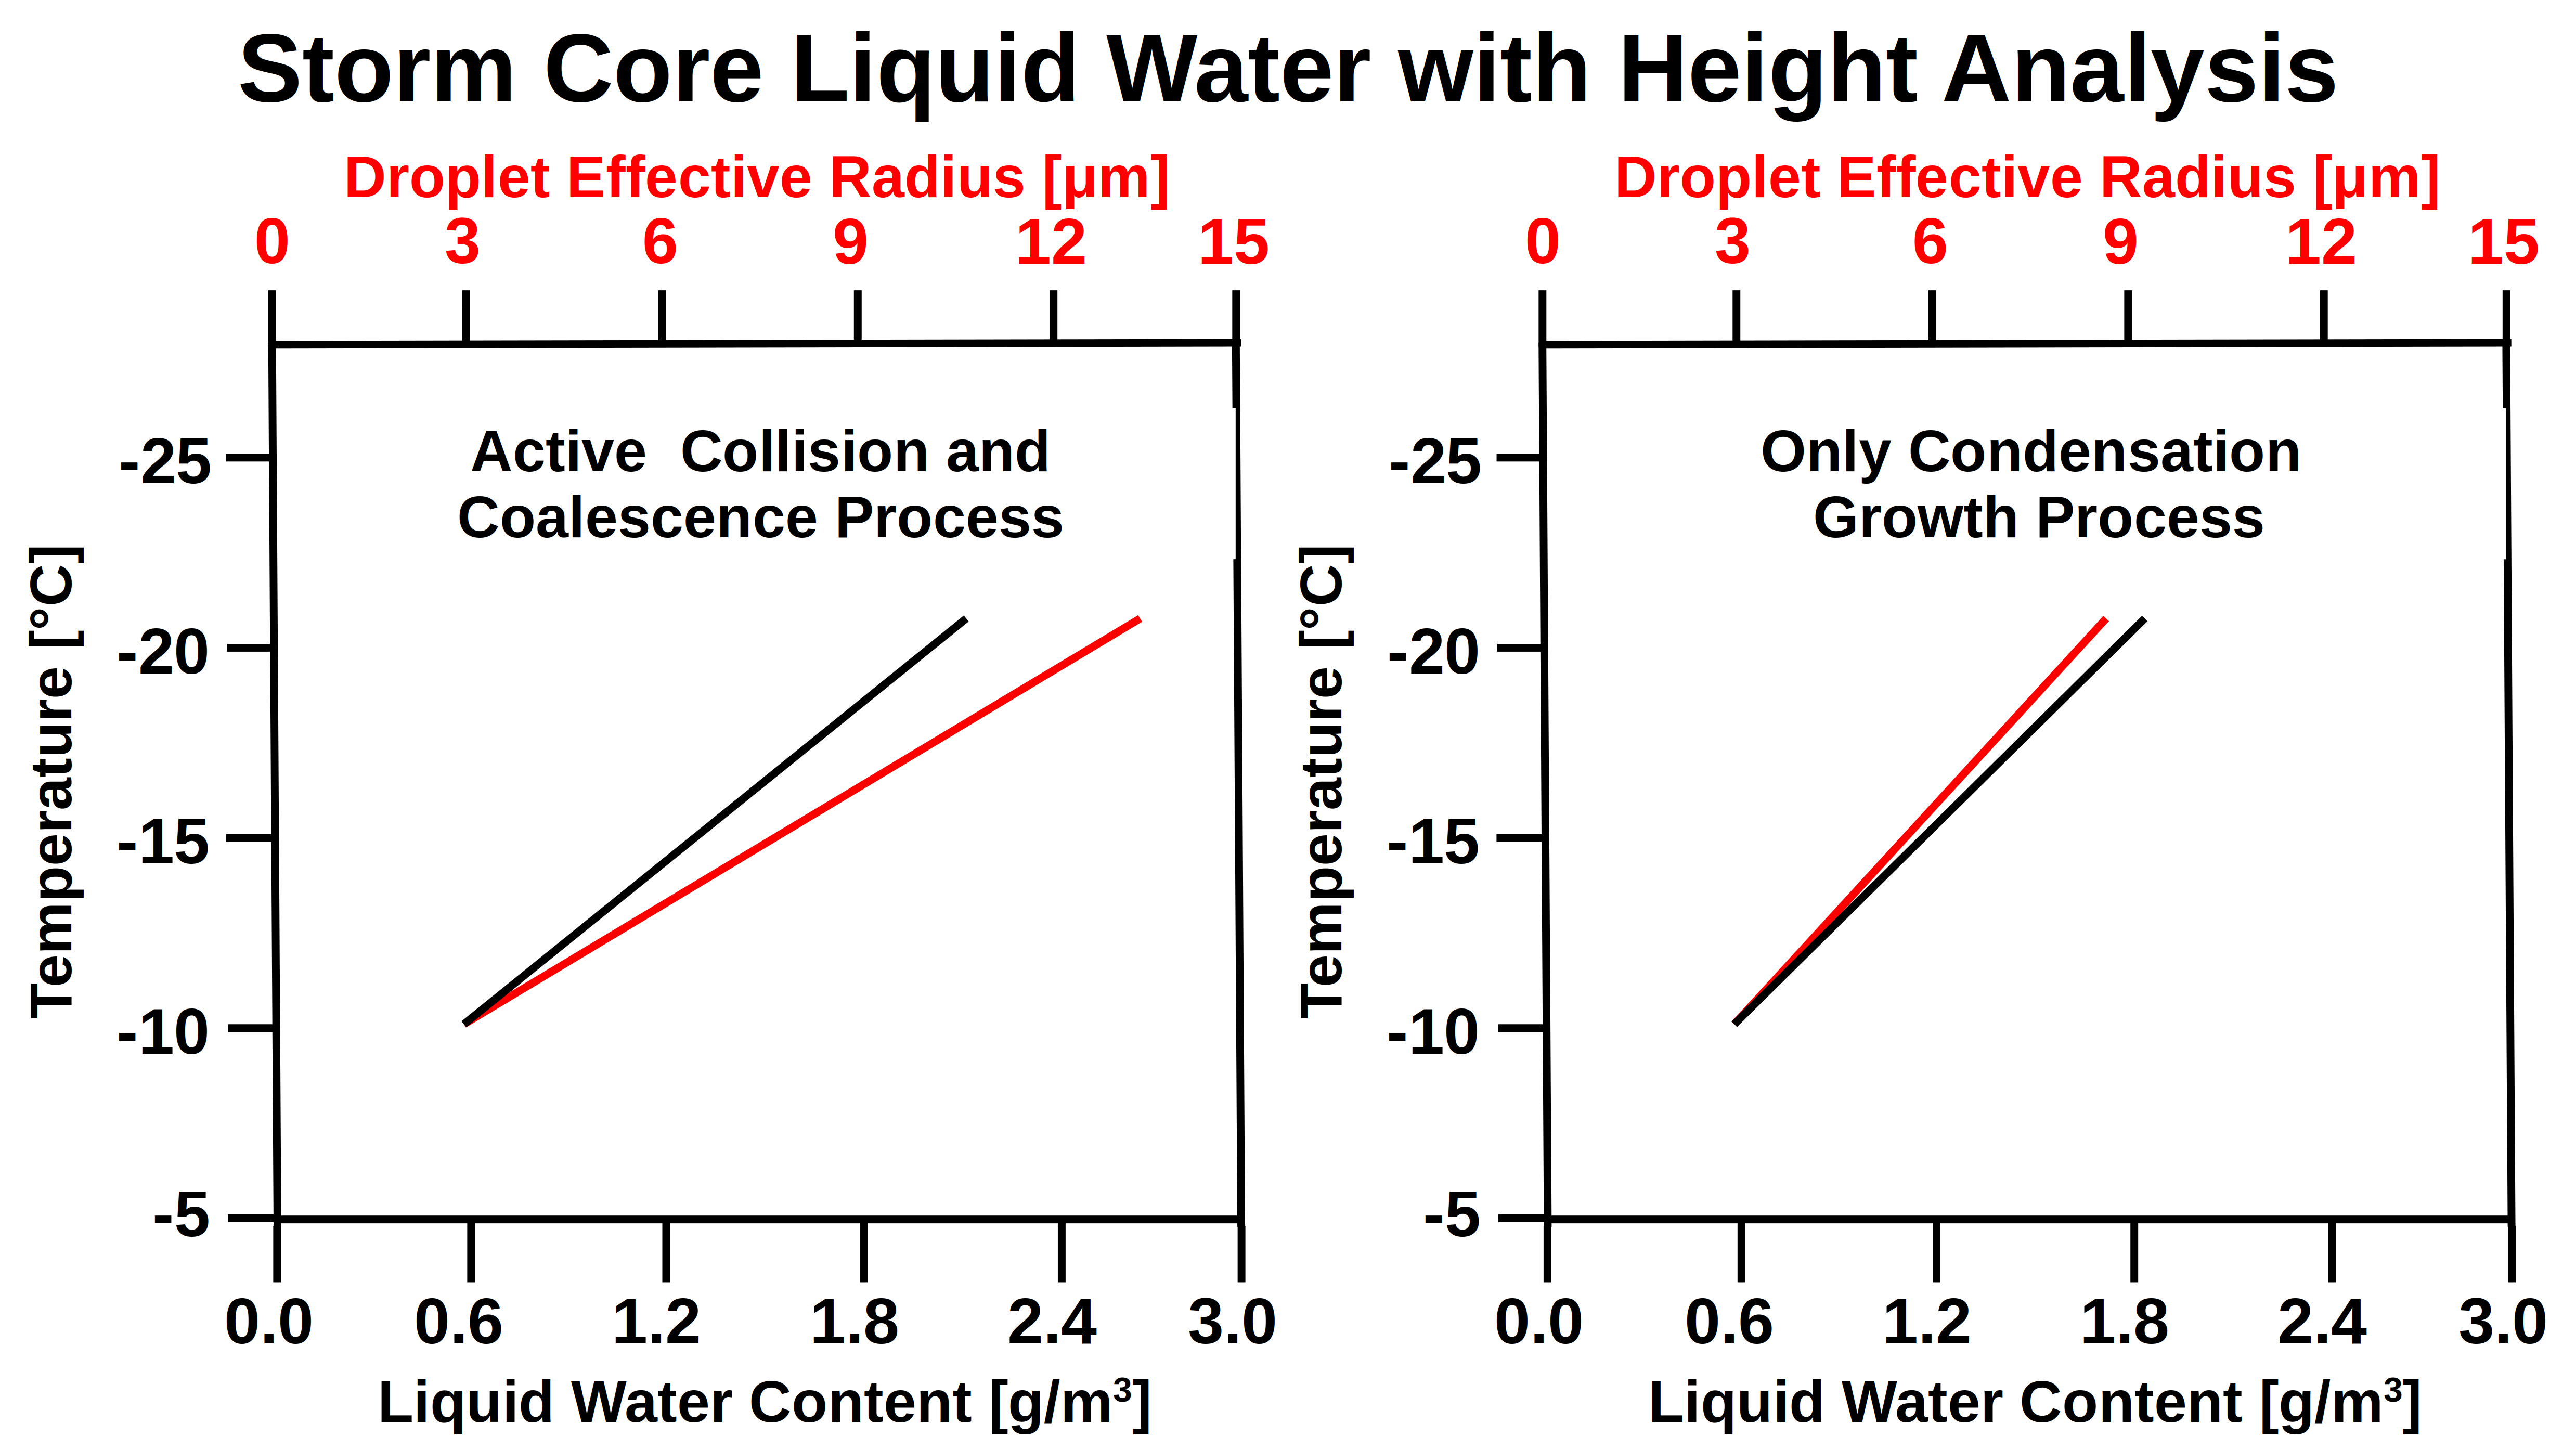 Storm Core Liquid Water with Height Analysis
Droplet Effective Radius [μm]
0 3 6 9 12 15
Active  Collision and
Coalescence Process
Temperature [°C]
-25
-20
-15
-10
-5
0.0 0.6 1.2 1.8 2.4 3.0
Liquid Water Content [g/m³]
Droplet Effective Radius [μm]
0 3 6 9 12 15
Only Condensation
Growth Process
Temperature [°C]
-25
-20
-15
-10
-5
0.0 0.6 1.2 1.8 2.4 3.0
Liquid Water Content [g/m³]